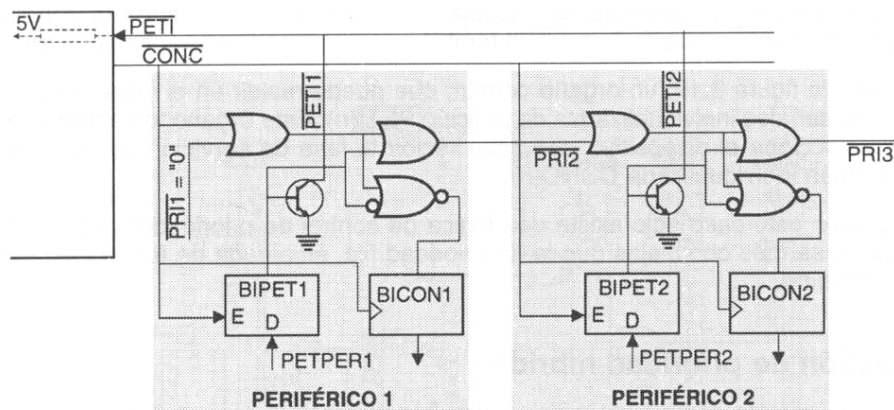 5V
PETI
CONC
PETI1
PETI2
PRI1 = "0"
PRI2
PRI3
BIPET1
E
D
BICON1
BIPET2
E
D
BICON2
PETPER1
PETPER2
PERIFÉRICO 1
PERIFÉRICO 2